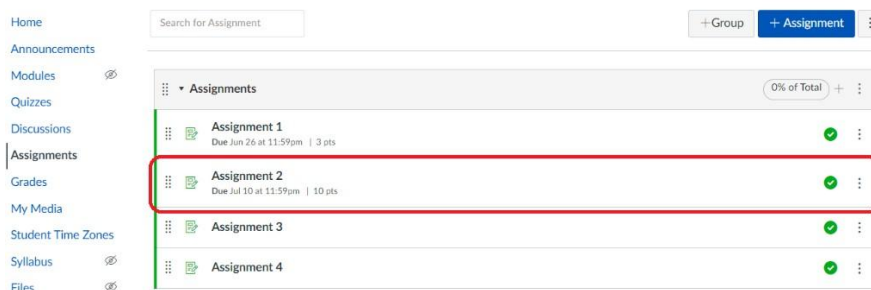 Home
Search for Assignment
+Group
+ Assignment
Announcements
Modules
Quizzes
Discussions
Assignments
Grades
My Media
Student Time Zones
Syllabus
Files
Assignments
0% of Total
+
Assignment 1
Due Jun 26 at 11:59pm | 3 pts
Assignment 2
Due Jul 10 at 11:59pm | 10 pts
Assignment 3
Assignment 4